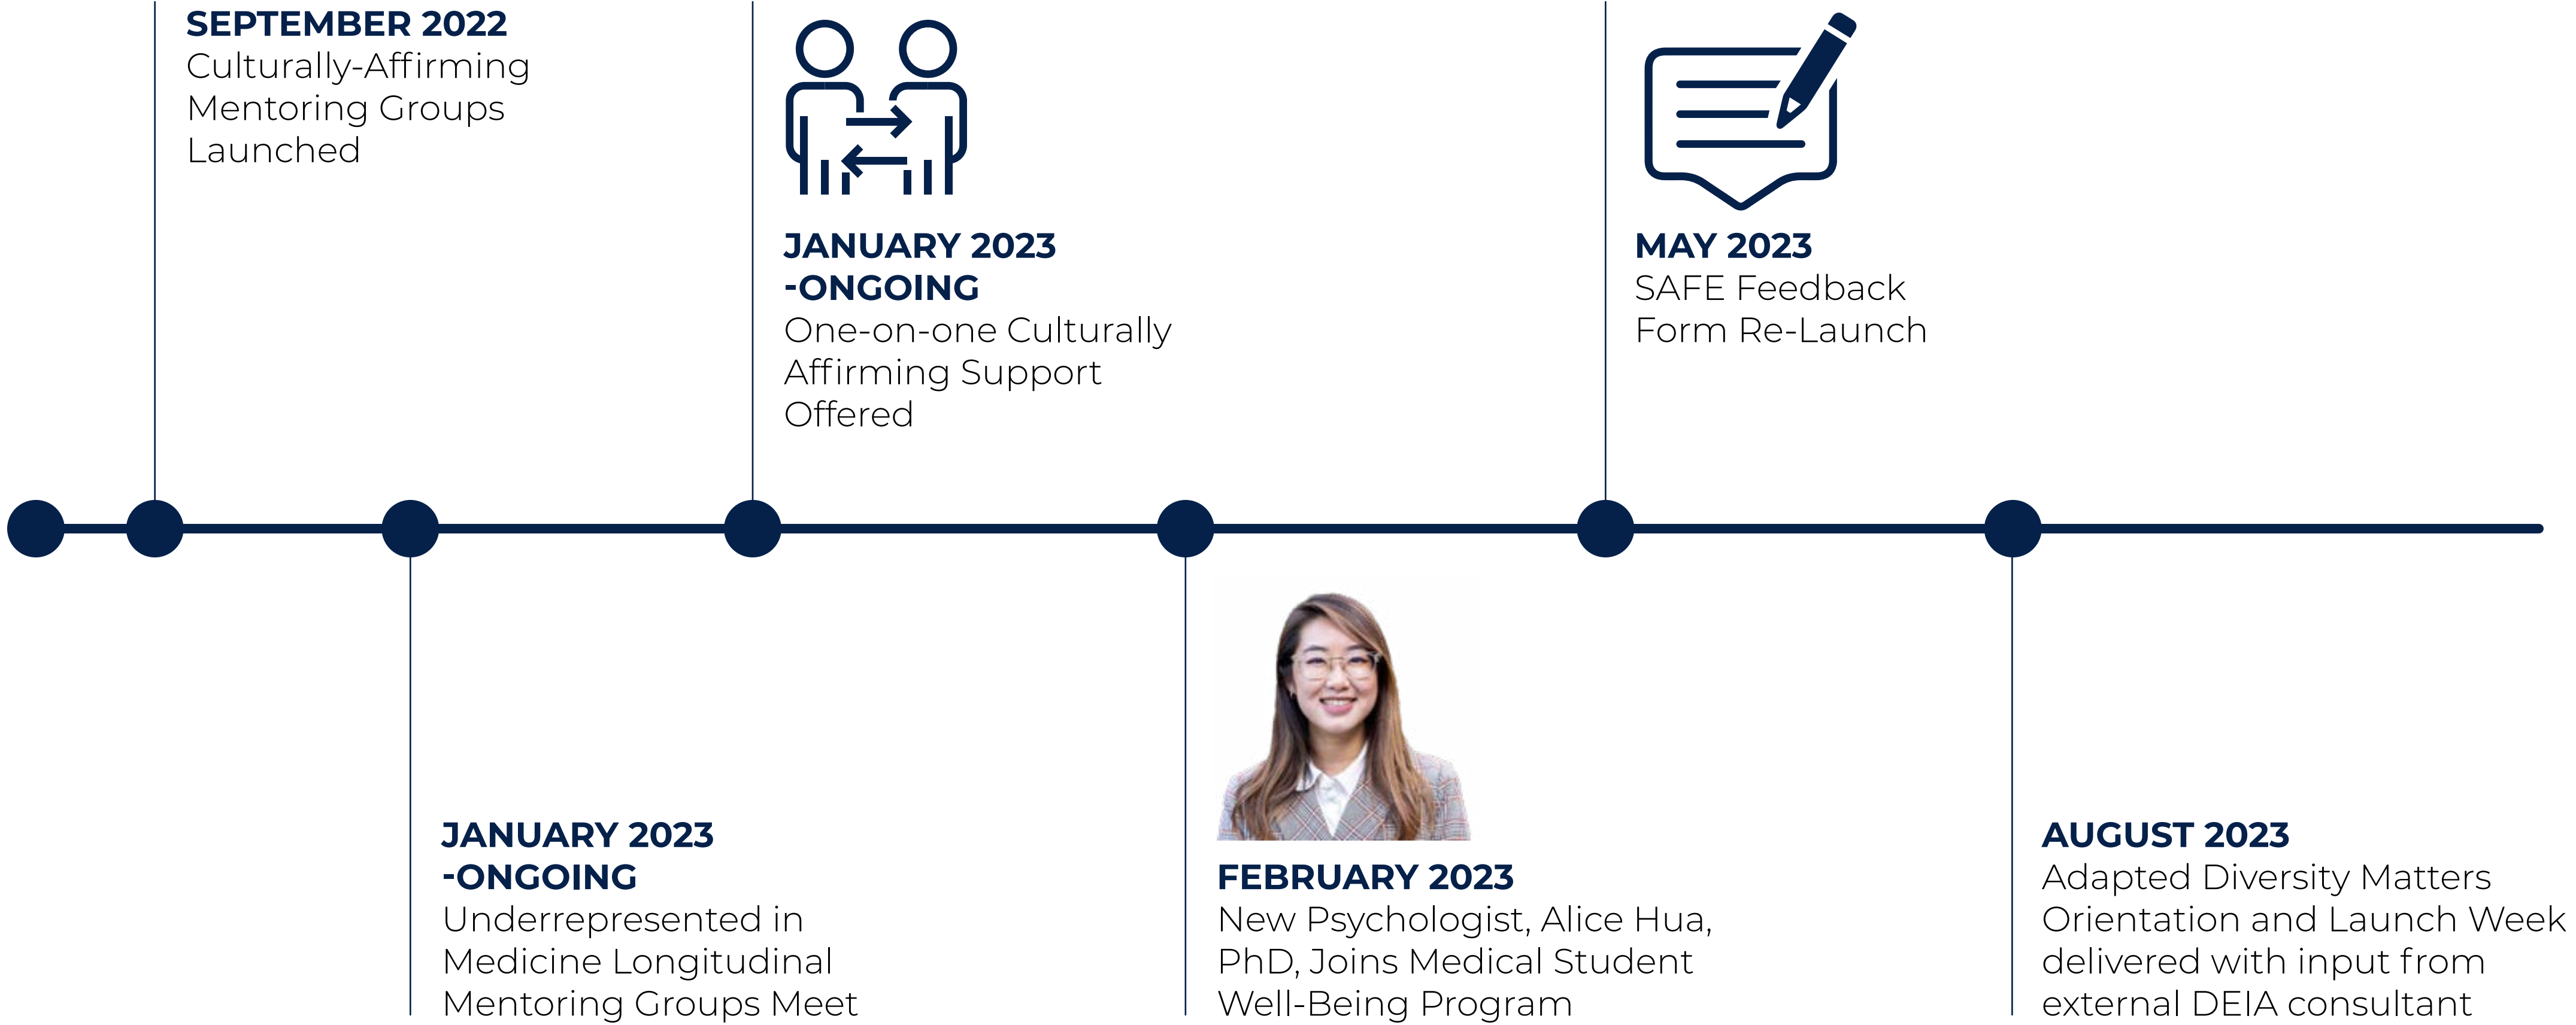 SEPTEMBER 2022
Culturally-Affirming
Mentoring Groups
Launched
JANUARY 2023
-ONGOING
Underrepresented in
Medicine Longitudinal
Mentoring Groups Meet
JANUARY 2023
-ONGOING
One-on-one Culturally
Affirming Support
Offered
FEBRUARY 2023
New Psychologist, Alice Hua,
PhD, Joins Medical Student
Well-Being Program
MAY 2023
SAFE Feedback
Form Re-Launch
AUGUST 2023
Adapted Diversity Matters
Orientation and Launch Week
delivered with input from
external DEIA consultant